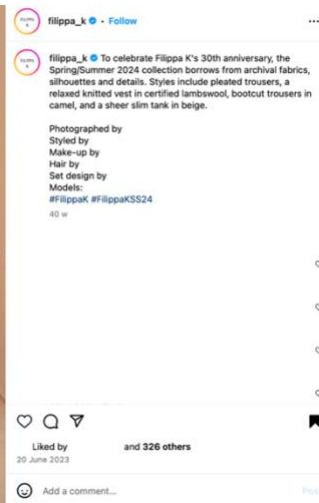 filippa_k • Follow
filippa_k To celebrate Filippa K's 30th anniversary, the
Spring/Summer 2024 collection borrows from archival fabrics,
silhouettes and details. Styles include pleated trousers, a
relaxed knitted vest in certified lambswool, bootcut trousers in
camel, and a sheer slim tank in beige.
Photographed by
Styled by
Make-up by
Hair by
Set design by
Models:
#FilippaK #FilippaKSS24
40 w
Liked by and 326 others
20 June 2023
Add a comment...
Post